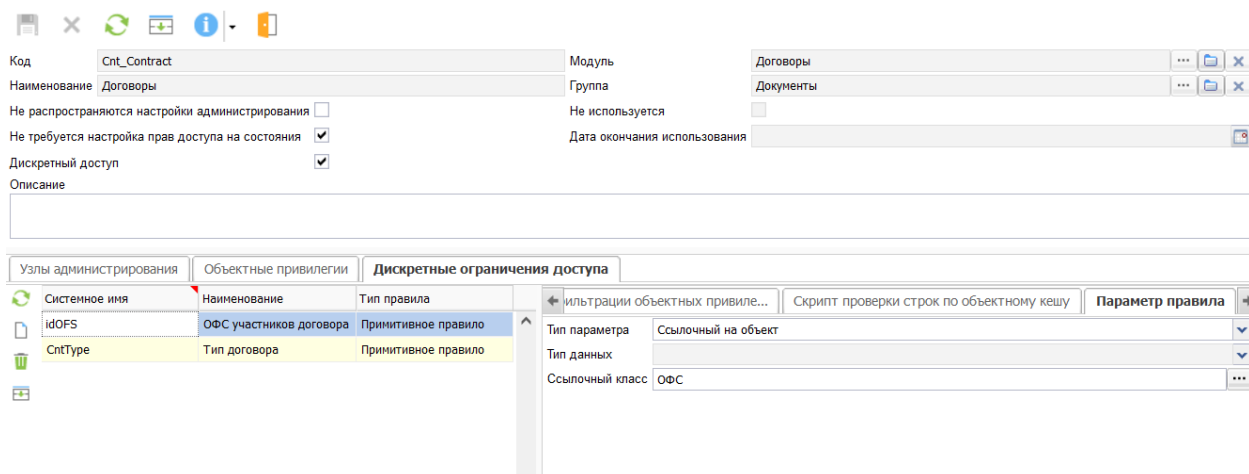 Код Cnt_Contract Модуль Договоры
Наименование Договоры Группа Документы
Не распространяются настройки администрирования Не используется
Не требуется настройка прав доступа на состояния Дата окончания использования
Дискретный доступ
Описание
Узлы администрирования Объектные привилегии Дискретные ограничения доступа
Системное имя Наименование Тип правила
idOFS ОФС участников договора Примитивное правило
CntType Тип договора Примитивное правило
ильтрации объектных привиле... Скрипт проверки строк по объектному кешу Параметр правила
Тип параметра Ссылочный на объект
Тип данных
Ссылочный класс ОФС